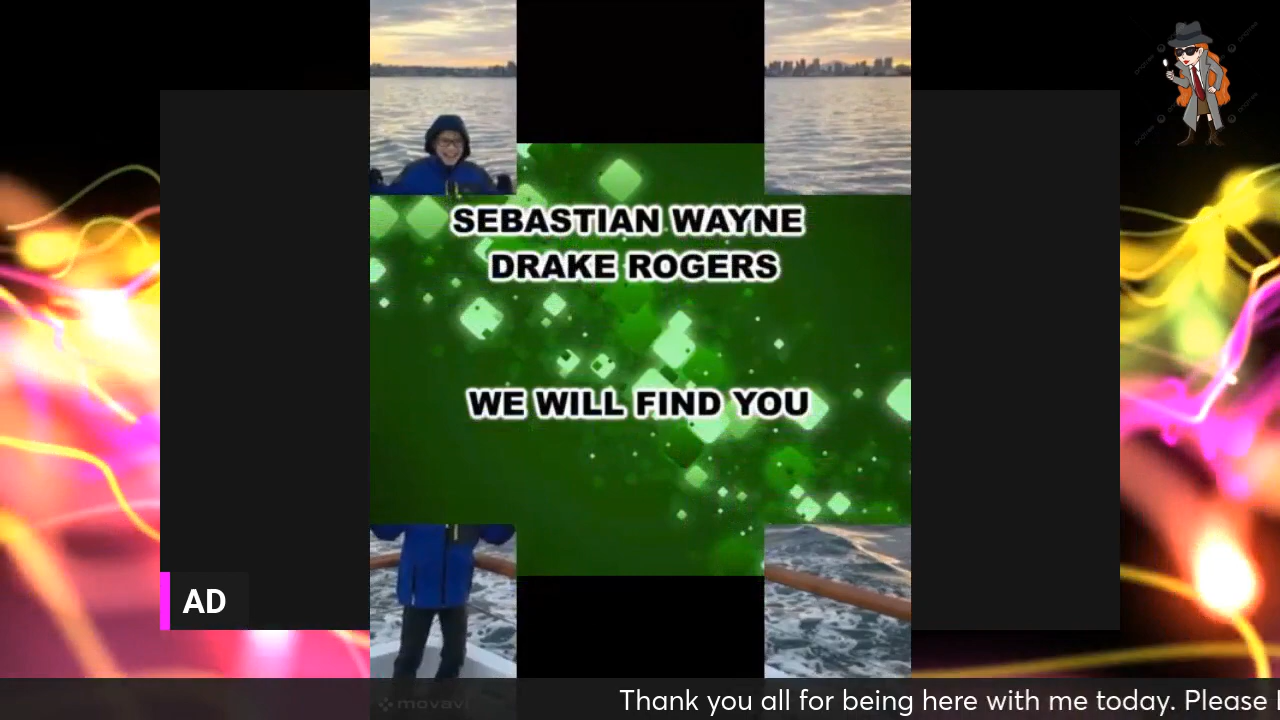 SEBASTIAN WAYNE
DRAKE ROGERS
WE WILL FIND YOU
AD
Thank you all for being here with me today. Please
movavi